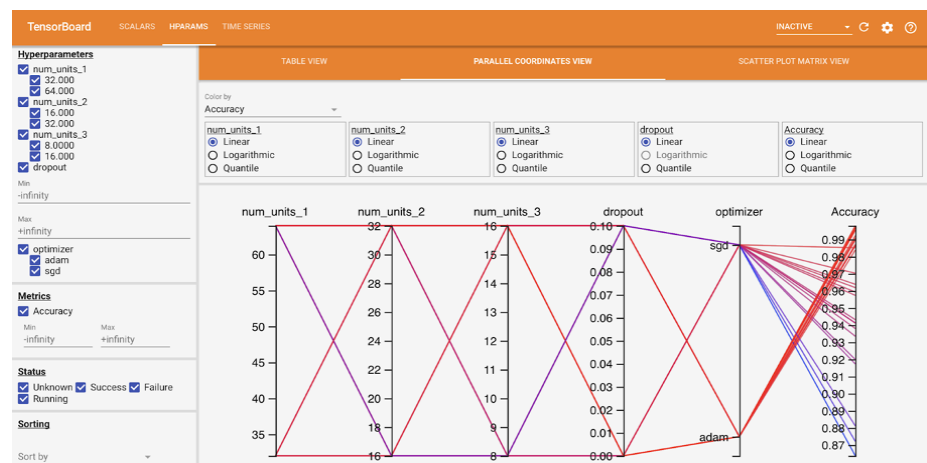 TensorBoard SCALARS HPARAMS TIME SERIES INACTIVE
Hyperparameters
num_units_1
32.000
64.000
num_units_2
16.000
32.000
num_units_3
8.0000
16.000
dropout
Min
-infinity
Max
+infinity
optimizer
adam
sgd
Metrics
Accuracy
Min Max
-infinity +infinity
Status
Unknown Success Failure
Running
Sorting
Sort by
TABLE VIEW PARALLEL COORDINATES VIEW SCATTER PLOT MATRIX VIEW
Color by
Accuracy
num_units_1 num_units_2 num_units_3 dropout Accuracy
Linear Linear Linear Linear Linear
Logarithmic Logarithmic Logarithmic Logarithmic Logarithmic
Quantile Quantile Quantile Quantile Quantile
num_units_1 num_units_2 num_units_3 dropout optimizer Accuracy
60
55
50
45
40
35
32
30
28
26
24
22
20
18
16
16
15
14
13
12
11
10
9
8
0.10
0.09
0.08
0.07
0.06
0.05
0.04
0.03
0.02
0.01
0.00
sgd
adam
0.99
0.98
0.97
0.96
0.95
0.94
0.93
0.92
0.91
0.90
0.89
0.88
0.87